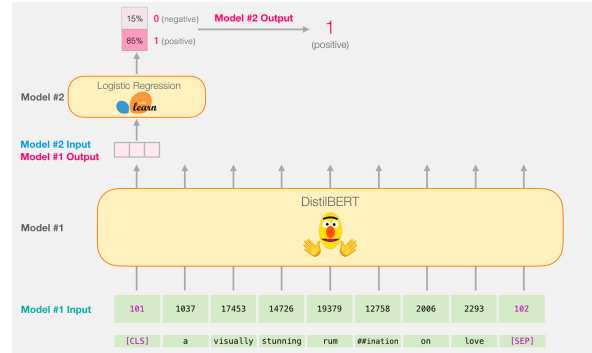 15% 0 (negative) Model #2 Output 1
85% 1 (positive) (positive)
Logistic Regression
Model #2
learn
Model #2 Input
Model #1 Output
DistilBERT
Model #1
Model #1 Input 101 1037 17453 14726 19379 12758 2006 2293 102
[CLS] a visually stunning rum ##ination on love [SEP]